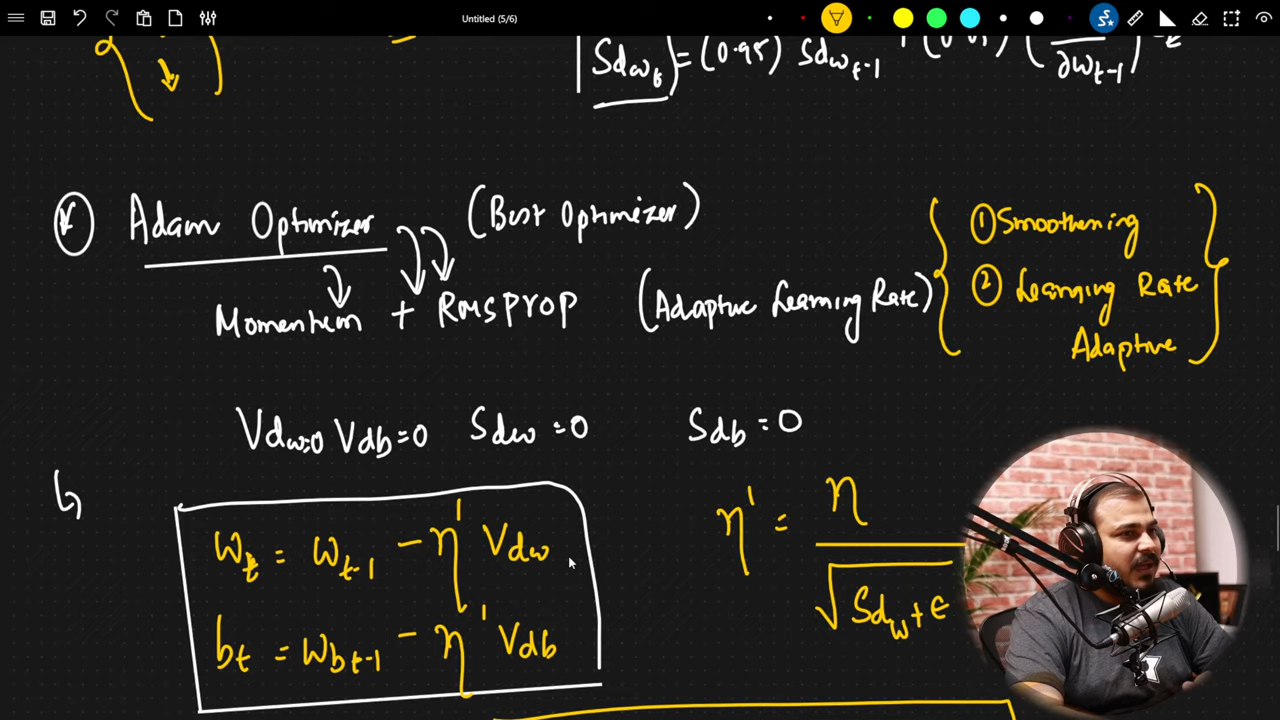 Untitled (5/6)
Sdw_t = (0.95) Sdw_t-1
∂w_t-1
Adam Optimizer (Best Optimizer)
Momentum + RMSPROP (Adaptive Learning Rate)
① Smoothening
② Learning Rate
Adaptive
Vdw=0 Vdb=0 Sdw=0 Sdb=0
w_t = w_t-1 - η' Vdw
b_t = w_bt-1 - η' Vdb
η' = η
√Sdw+ε